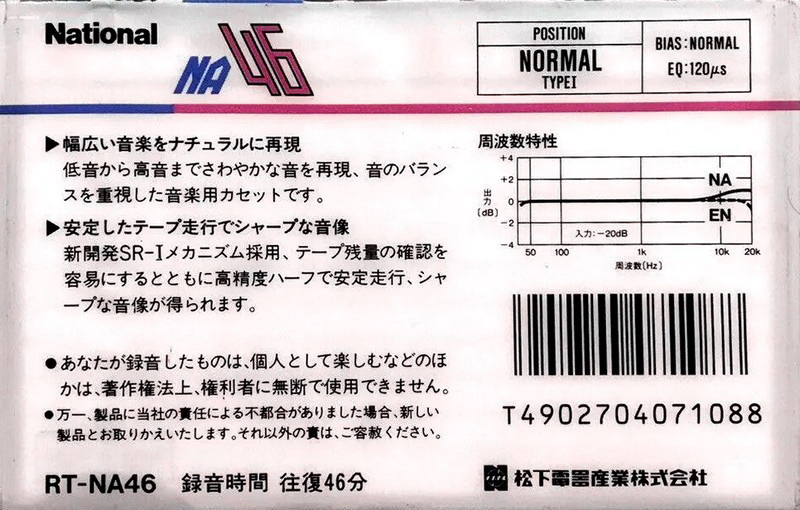 National
NA46
POSITION
NORMAL
TYPEI
BIAS:NORMAL
EQ:120μs
▶幅広い音楽をナチュラルに再現
低音から高音までさわやかな音を再現、音のバラン
スを重視した音楽用カセットです。
▶安定したテープ走行でシャープな音像
新開発SR-Iメカニズム採用、テープ残量の確認を
容易にするとともに高精度ハーフで安定走行、シャ
ープな音像が得られます。
●あなたが録音したものは、個人として楽しむなどのほ
かは、著作権法上、権利者に無断で使用できません。
●万一、製品に当社の責任による不都合がありました場合、新しい
製品とお取りかえいたします。それ以外の責は、ご容赦ください。
RT-NA46 録音時間 往復46分
周波数特性
出力〔dB〕
+4
+2
0
−2
−4
NA
EN
入力:−20dB
50 100 1k 10k 20k
周波数〔Hz〕
T4902704071088
松下電器産業株式会社